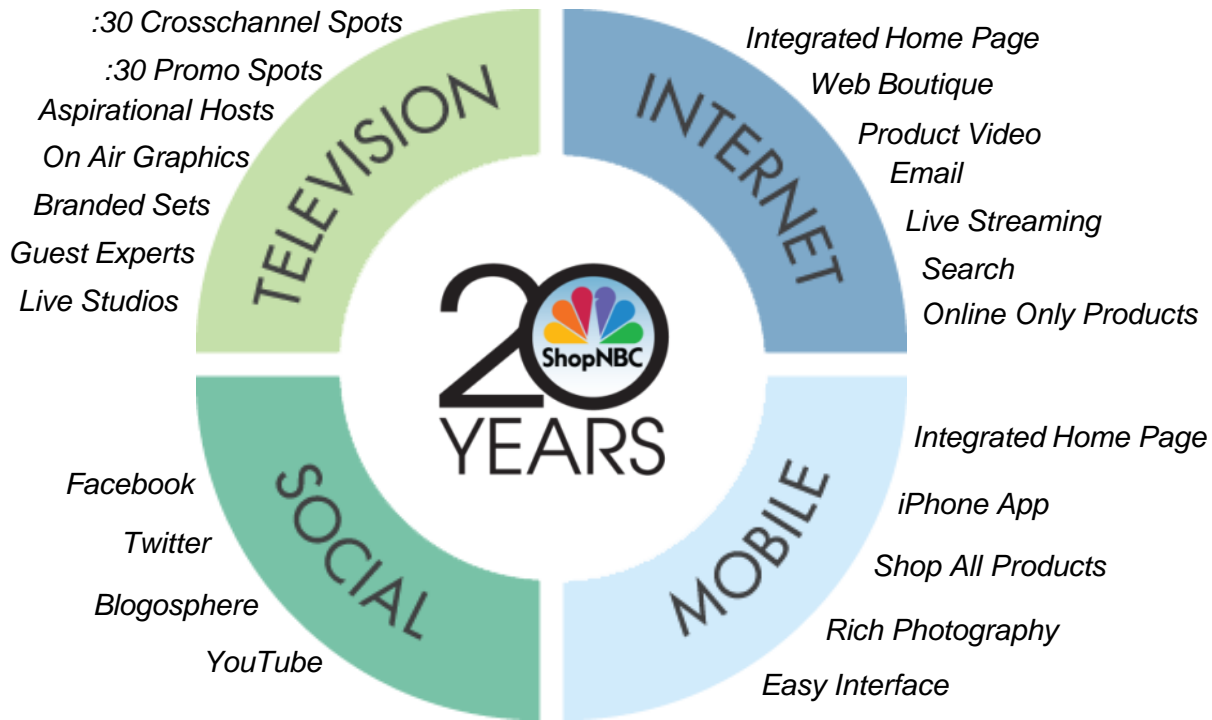 :30 Crosschannel Spots
:30 Promo Spots
Aspirational Hosts
On Air Graphics
Branded Sets
Guest Experts
Live Studios
TELEVISION
INTERNET
Integrated Home Page
Web Boutique
Product Video
Email
Live Streaming
Search
Online Only Products
20
ShopNBC
YEARS
Facebook
Twitter
Blogosphere
YouTube
SOCIAL
MOBILE
Integrated Home Page
iPhone App
Shop All Products
Rich Photography
Easy Interface